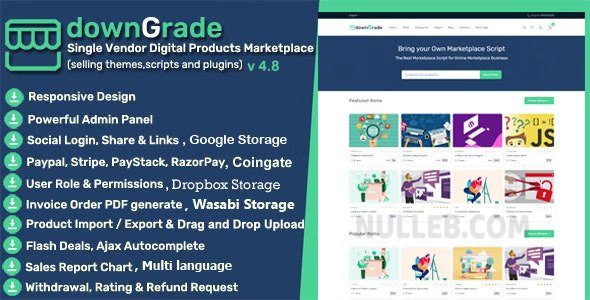 downGrade
Single Vendor Digital Products Marketplace
(selling themes,scripts and plugins) v 4.8
Responsive Design
Powerful Admin Panel
Social Login, Share & Links , Google Storage
Paypal, Stripe, PayStack, RazorPay, Coingate
User Role & Permissions , Dropbox Storage
Invoice Order PDF generate , Wasabi Storage
Product Import / Export & Drag and Drop Upload
Flash Deals, Ajax Autocomplete
Sales Report Chart , Multi language
Withdrawal, Rating & Refund Request
downGrade
Bring your Own Marketplace Script
The Best Marketplace Script for Online Marketplace Business
Featured Items
JS
NULLEB.COM
Popular Items